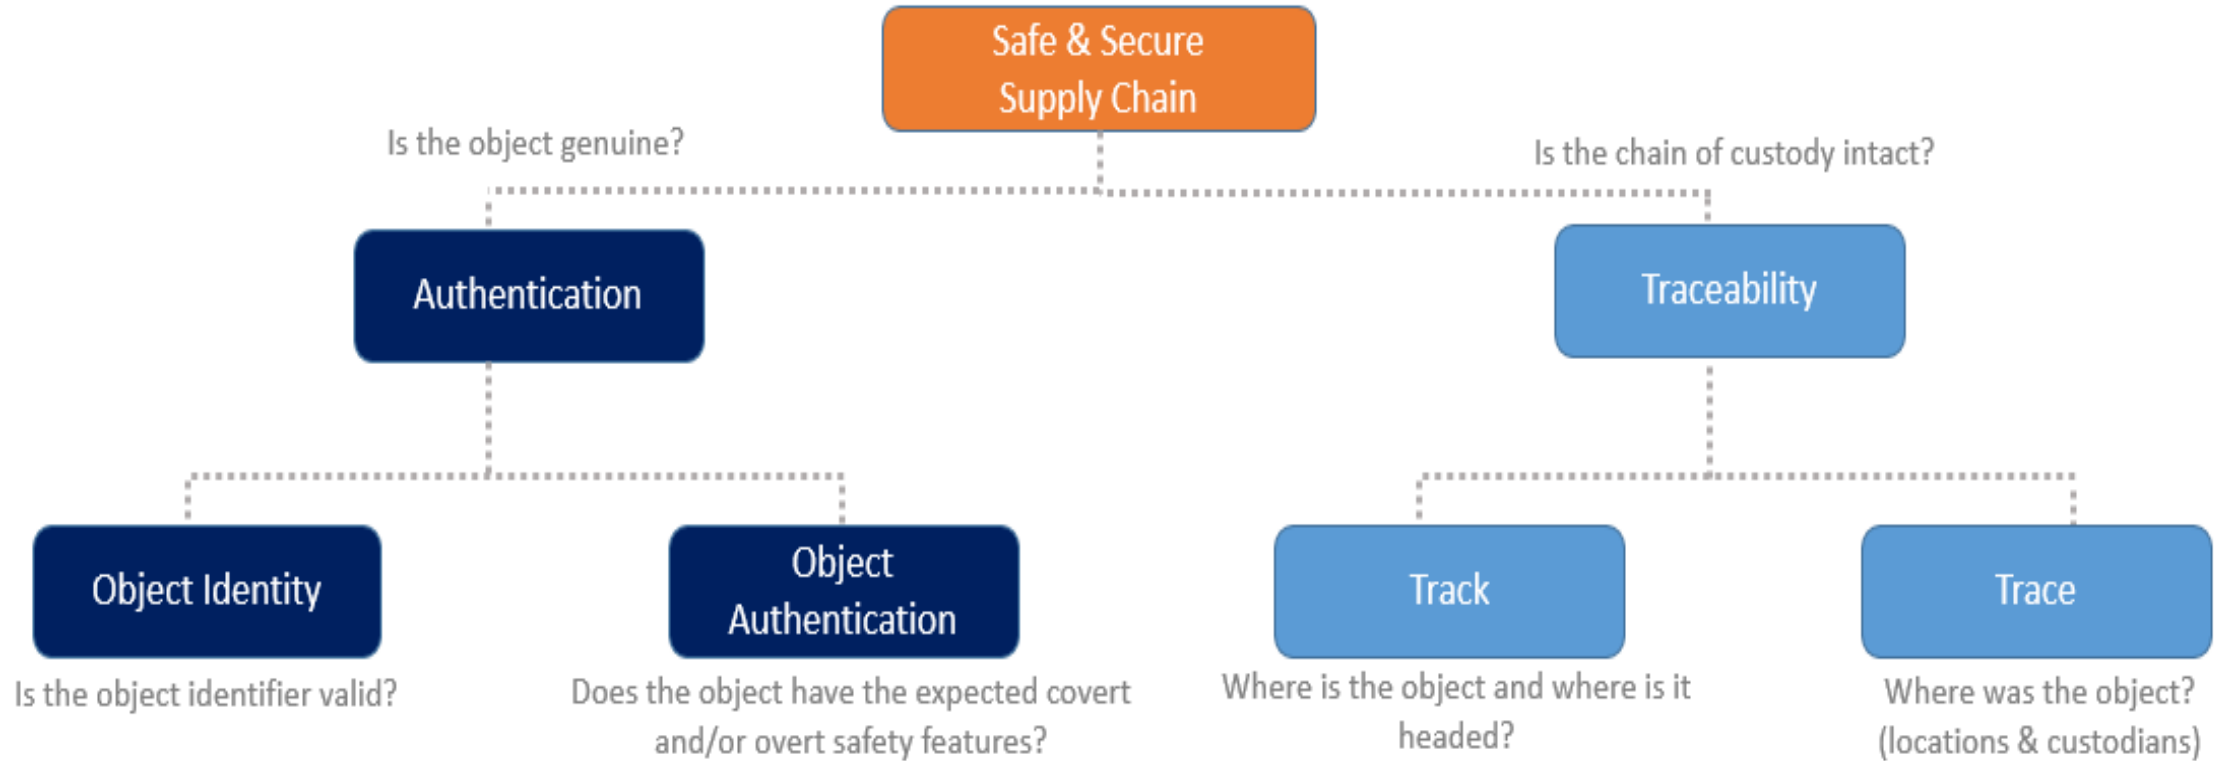 Safe & Secure
Supply Chain
Is the object genuine?
Is the chain of custody intact?
Authentication
Traceability
Object Identity
Object
Authentication
Track
Trace
Is the object identifier valid?
Does the object have the expected covert
and/or overt safety features?
Where is the object and where is it
headed?
Where was the object?
(locations & custodians)